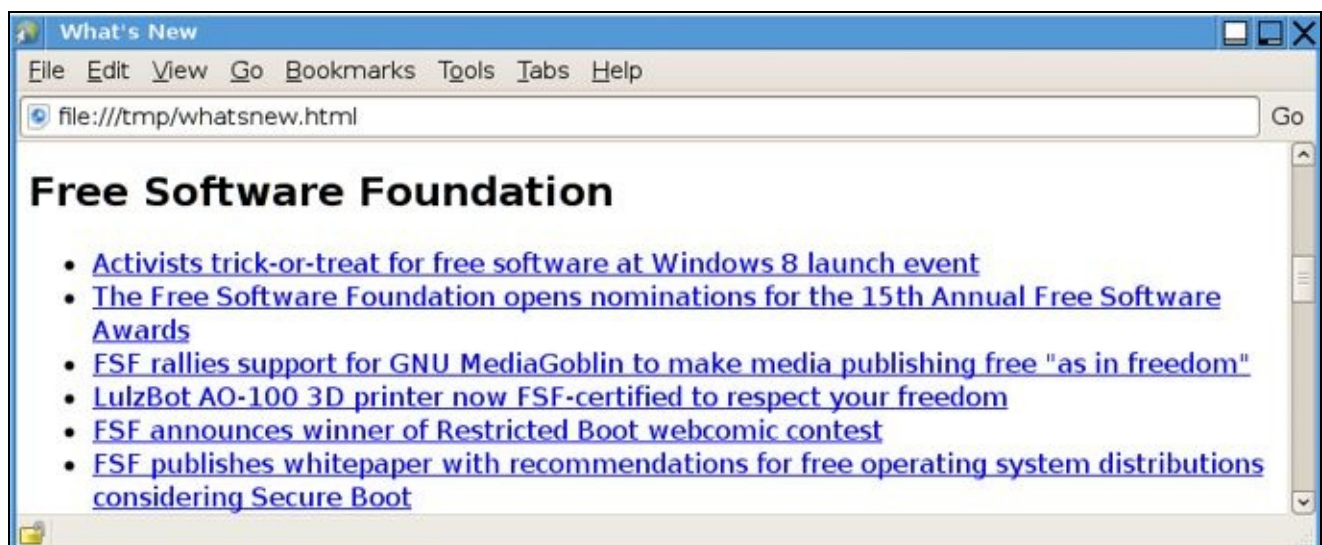 What's New
File Edit View Go Bookmarks Tools Tabs Help
file:///tmp/whatsnew.html Go
Free Software Foundation
• Activists trick-or-treat for free software at Windows 8 launch event
• The Free Software Foundation opens nominations for the 15th Annual Free Software
Awards
• FSF rallies support for GNU MediaGoblin to make media publishing free "as in freedom"
• LulzBot AO-100 3D printer now FSF-certified to respect your freedom
• FSF announces winner of Restricted Boot webcomic contest
• FSF publishes whitepaper with recommendations for free operating system distributions
considering Secure Boot